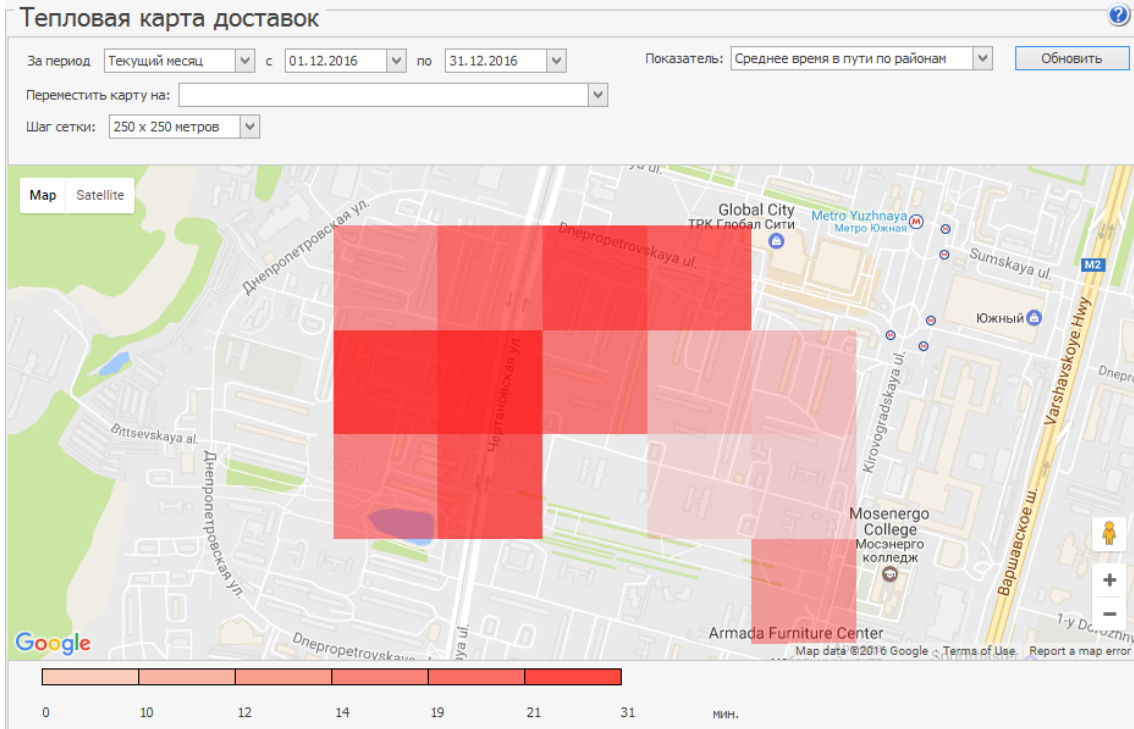 Тепловая карта доставок
За период Текущий месяц с 01.12.2016 по 31.12.2016 Показатель: Среднее время в пути по районам Обновить
Переместить карту на:
Шаг сетки: 250 x 250 метров
Map Satellite
Днепропетровская ul.
Global City
ТРК Глобал Сити
Metro Yuzhnaya
Метро Южная
Dnepropetrovskaya ul.
Sumskaya ul.
M2
Южный
Varshavskoye Hwy
Чертановская ул.
Kirovogradskaya ul.
Bittsevskaya al.
Днепропетровская ул.
Mosenergo
College
Мосэнерго
колледж
Варшавское ш.
+
−
Google
Armada Furniture Center
Map data ©2016 Google Terms of Use Report a map error
0 10 12 14 19 21 31 мин.